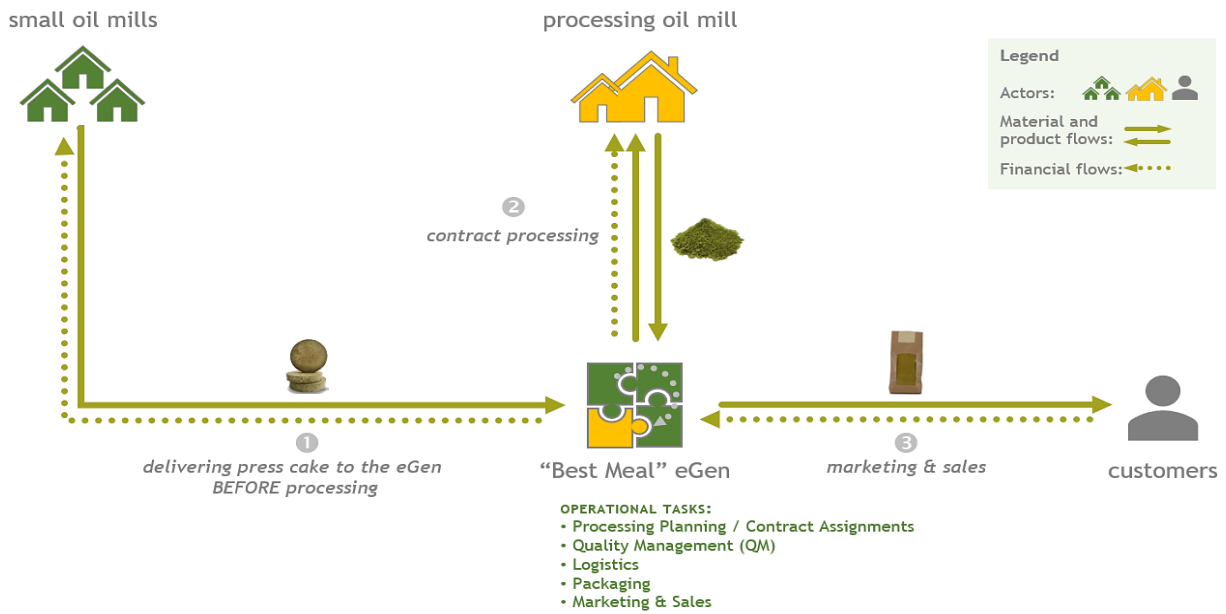 small oil mills
processing oil mill
Legend
Actors:
Material and
product flows:
Financial flows:
2
contract processing
1
delivering press cake to the eGen
BEFORE processing
“Best Meal” eGen
3
marketing & sales
customers
OPERATIONAL TASKS:
• Processing Planning / Contract Assignments
• Quality Management (QM)
• Logistics
• Packaging
• Marketing & Sales